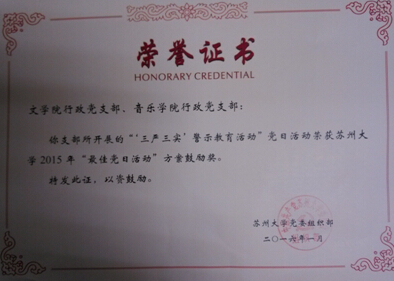 荣誉证书
HONORARY CREDENTIAL
文学院行政党支部、音乐学院行政党支部：
你支部所开展的“‘三严三实’警示教育活动”党日活动荣获苏州大
学2015年“最佳党日活动”方案鼓励奖。
特发此证，以资鼓励。
苏州大学党委组织部
二〇一六年一月